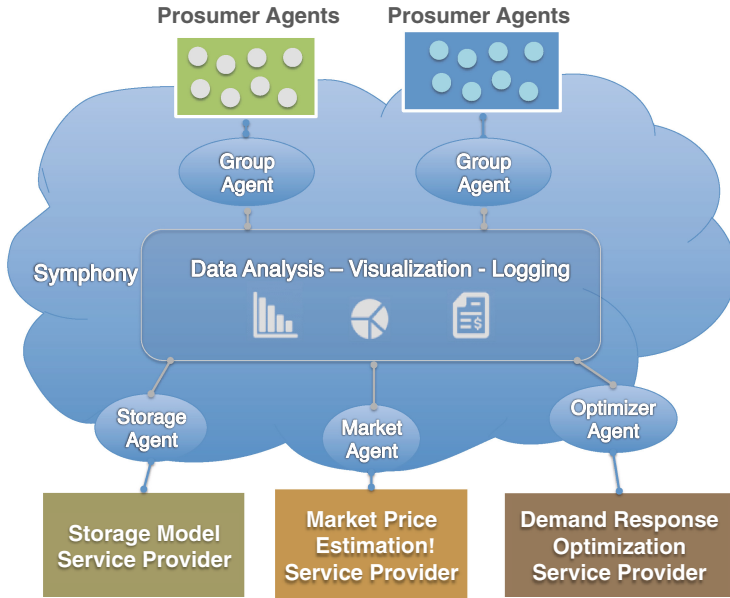 Prosumer Agents
Prosumer Agents
Group
Agent
Group
Agent
Symphony
Data Analysis – Visualization - Logging
$
Storage
Agent
Market
Agent
Optimizer
Agent
Storage Model
Service Provider
Market Price
Estimation!
Service Provider
Demand Response
Optimization
Service Provider